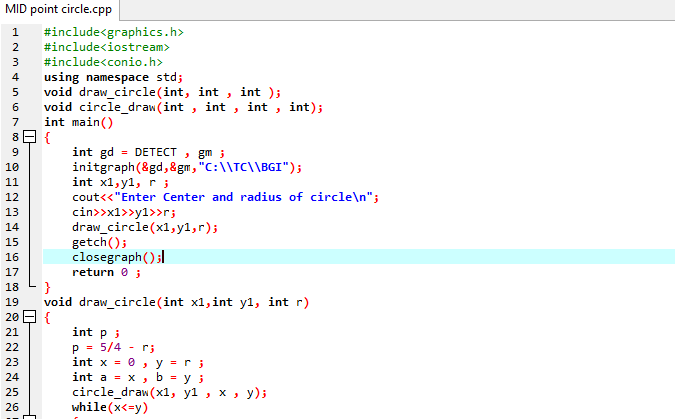 MID point circle.cpp
1 #include<graphics.h>
2 #include<iostream>
3 #include<conio.h>
4 using namespace std;
5 void draw_circle(int, int , int );
6 void circle_draw(int , int , int , int);
7 int main()
8 {
9 int gd = DETECT , gm ;
10 initgraph(&gd,&gm,"C:\\TC\\BGI");
11 int x1,y1, r ;
12 cout<<"Enter Center and radius of circle\n";
13 cin>>x1>>y1>>r;
14 draw_circle(x1,y1,r);
15 getch();
16 closegraph();
17 return 0 ;
18 }
19 void draw_circle(int x1,int y1, int r)
20 {
21 int p ;
22 p = 5/4 - r;
23 int x = 0 , y = r ;
24 int a = x , b = y ;
25 circle_draw(x1, y1 , x , y);
26 while(x<=y)